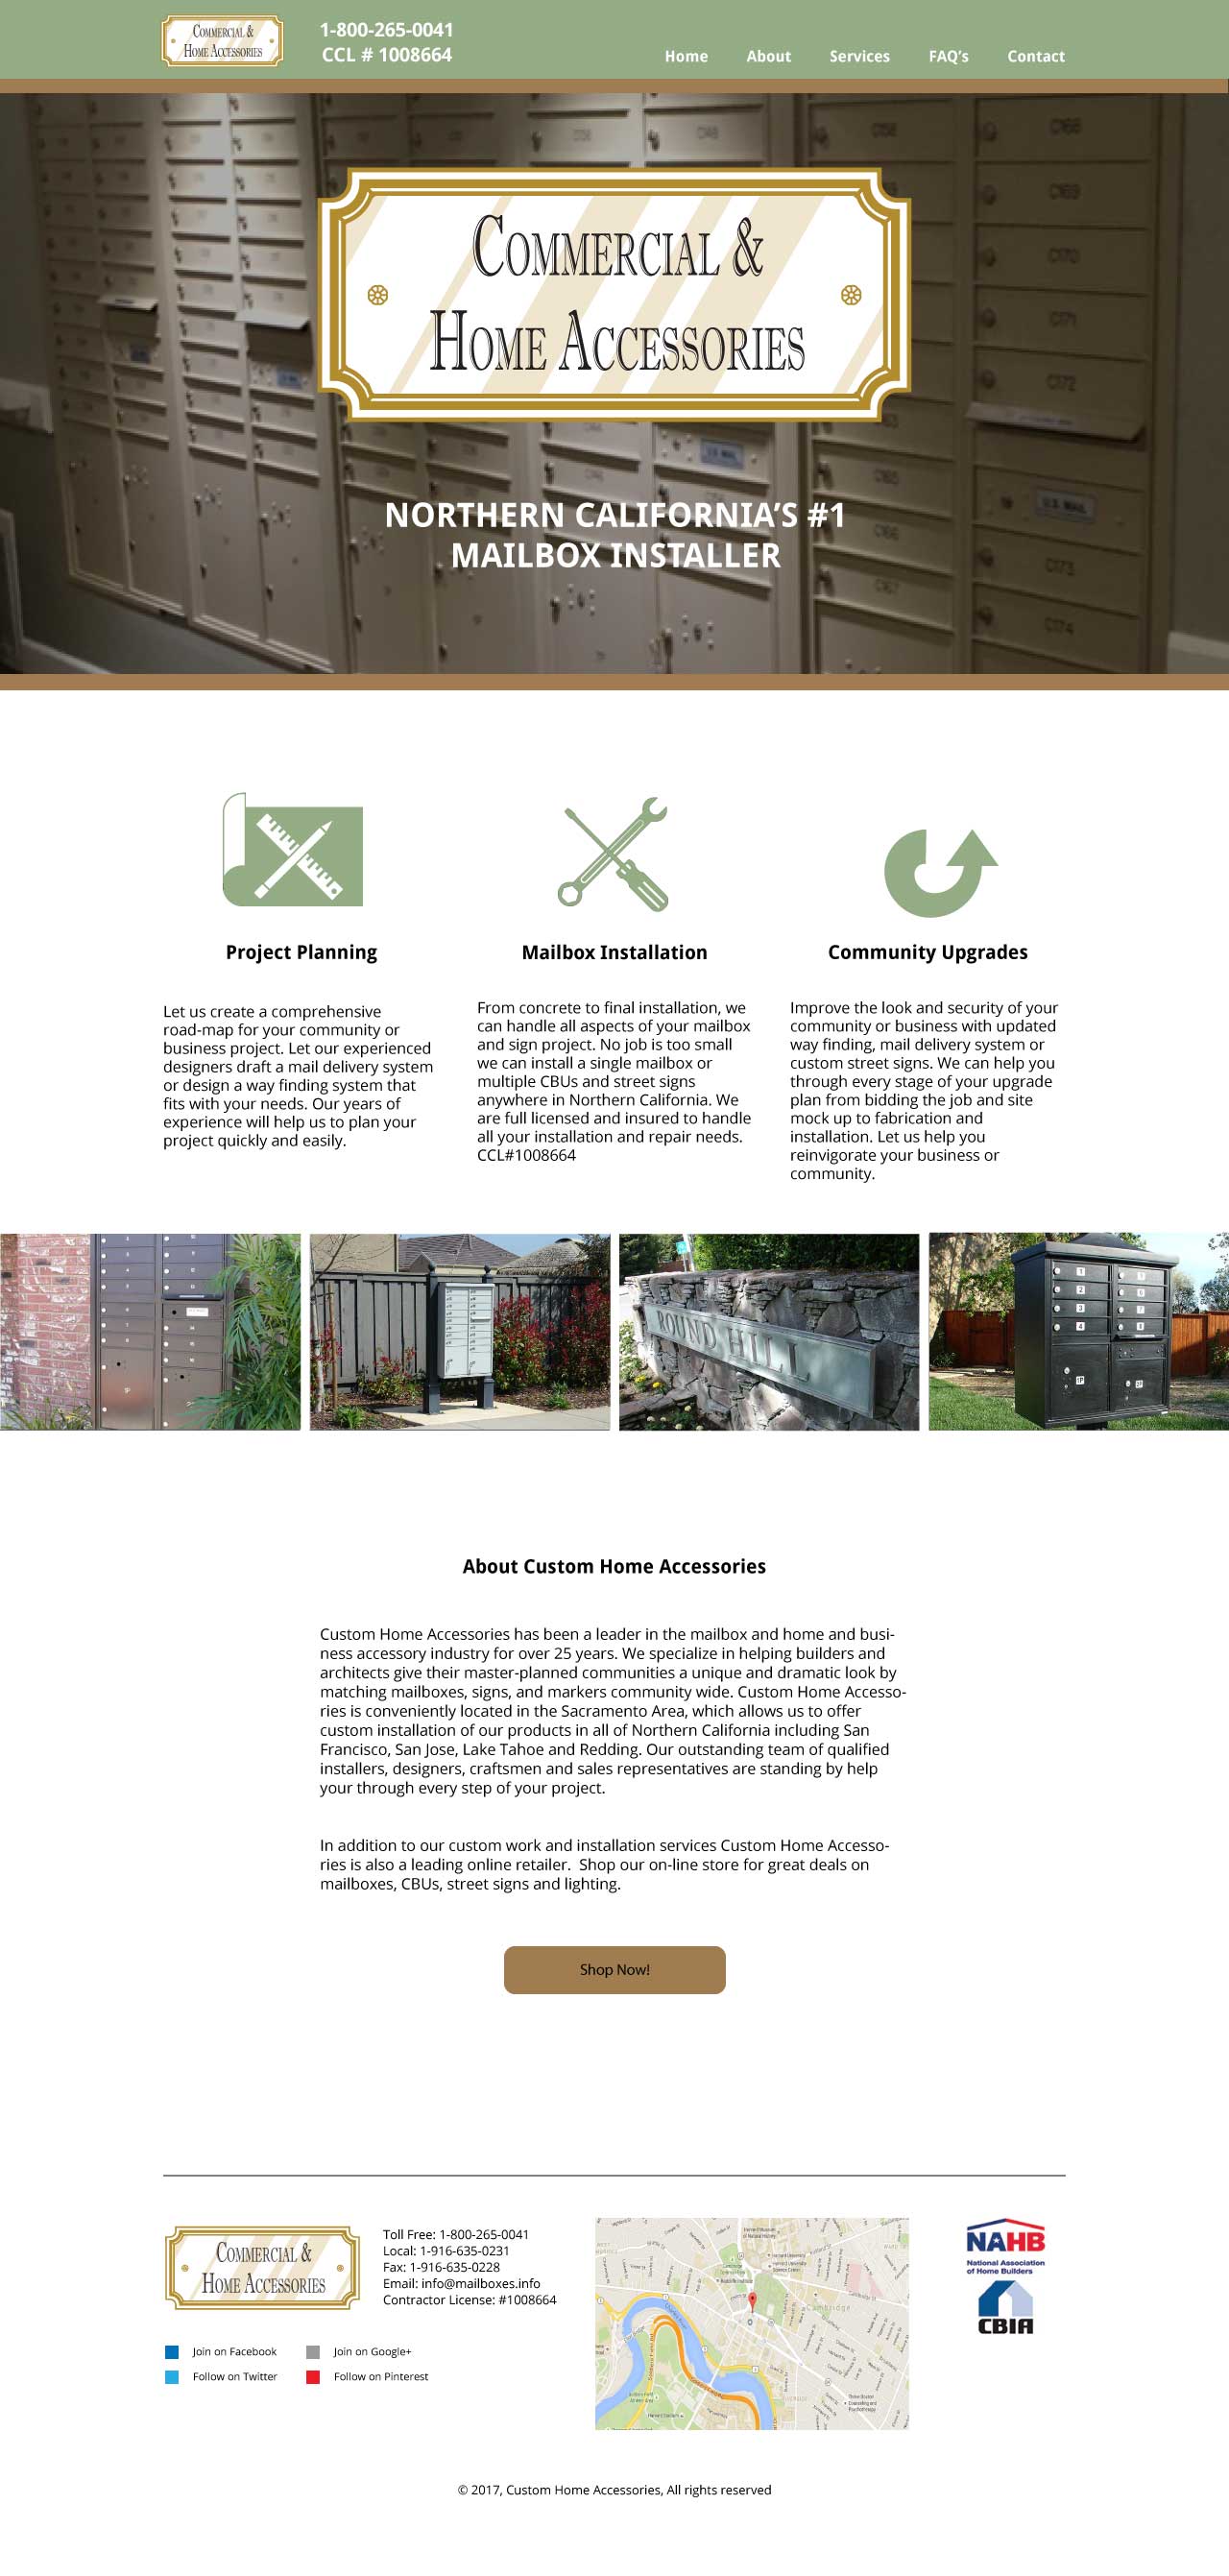 COMMERCIAL &
HOME ACCESSORIES
1-800-265-0041
CCL # 1008664
Home About Services FAQ’s Contact
COMMERCIAL &
HOME ACCESSORIES
NORTHERN CALIFORNIA’S #1
MAILBOX INSTALLER
Project Planning
Let us create a comprehensive
road-map for your community or
business project. Let our experienced
designers draft a mail delivery system
or design a way finding system that
fits with your needs. Our years of
experience will help us to plan your
project quickly and easily.
Mailbox Installation
From concrete to final installation, we
can handle all aspects of your mailbox
and sign project. No job is too small
we can install a single mailbox or
multiple CBUs and street signs
anywhere in Northern California. We
are full licensed and insured to handle
all your installation and repair needs.
CCL#1008664
Community Upgrades
Improve the look and security of your
community or business with updated
way finding, mail delivery system or
custom street signs. We can help you
through every stage of your upgrade
plan from bidding the job and site
mock up to fabrication and
installation. Let us help you
reinvigorate your business or
community.
About Custom Home Accessories
Custom Home Accessories has been a leader in the mailbox and home and busi-
ness accessory industry for over 25 years. We specialize in helping builders and
architects give their master-planned communities a unique and dramatic look by
matching mailboxes, signs, and markers community wide. Custom Home Accesso-
ries is conveniently located in the Sacramento Area, which allows us to offer
custom installation of our products in all of Northern California including San
Francisco, San Jose, Lake Tahoe and Redding. Our outstanding team of qualified
installers, designers, craftsmen and sales representatives are standing by help
your through every step of your project.
In addition to our custom work and installation services Custom Home Accesso-
ries is also a leading online retailer.  Shop our on-line store for great deals on
mailboxes, CBUs, street signs and lighting.
Shop Now!
COMMERCIAL &
HOME ACCESSORIES
Toll Free: 1-800-265-0041
Local: 1-916-635-0231
Fax: 1-916-635-0228
Email: info@mailboxes.info
Contractor License: #1008664
Join on Facebook
Join on Google+
Follow on Twitter
Follow on Pinterest
Cambridge
NAHB
National Association
of Home Builders
CBIA
© 2017, Custom Home Accessories, All rights reserved